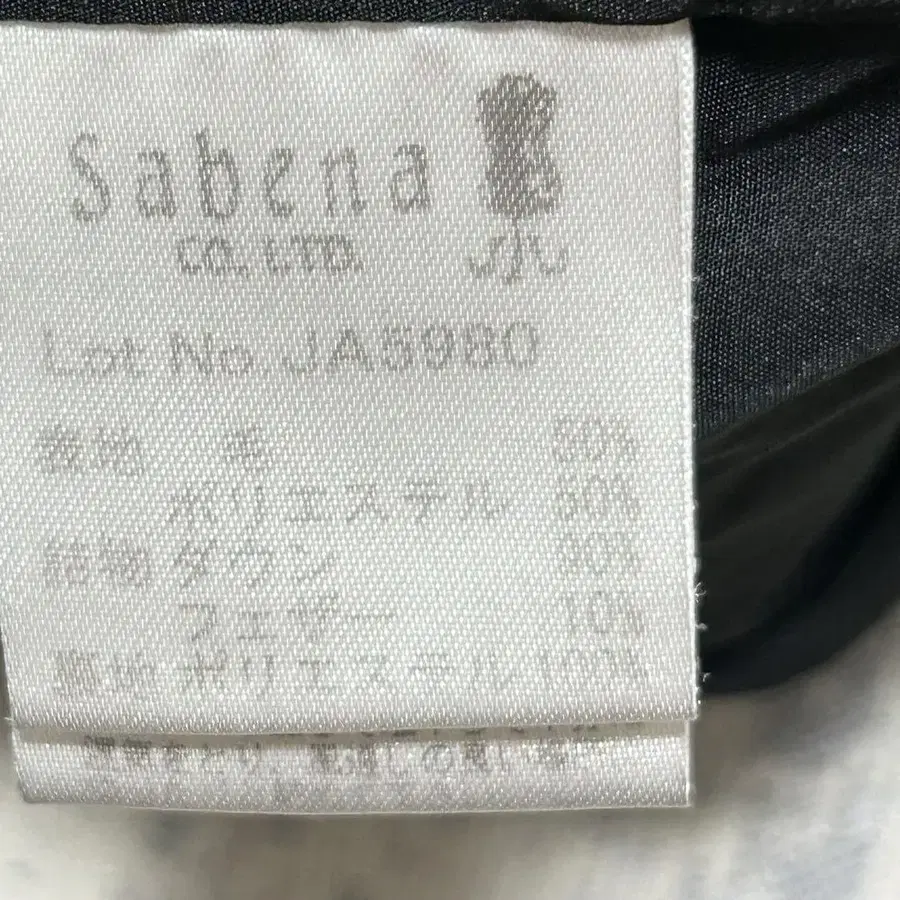 Sabena
CO. LTD.
水
Lot No. JA5980
表地 毛 50%
ポリエステル 50%
詰物 ダウン 90%
フェザー 10%
裏地 ポリエステル 100%